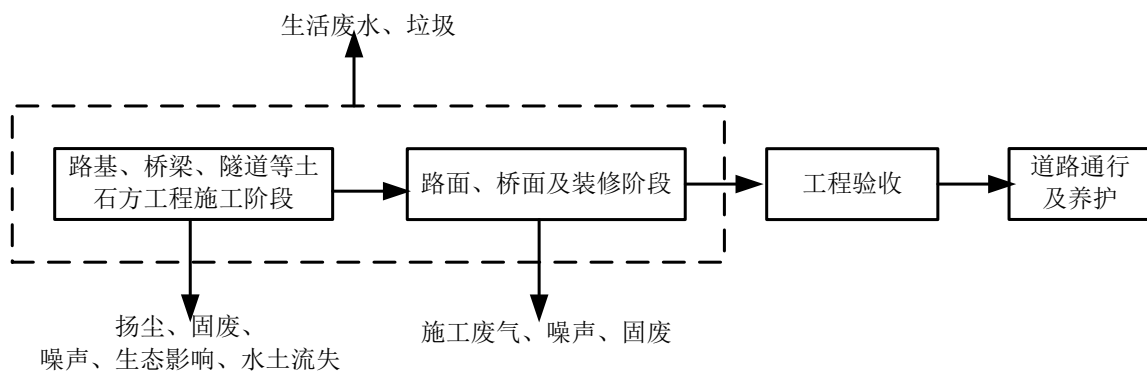 生活废水、垃圾
路基、桥梁、隧道等土
石方工程施工阶段
路面、桥面及装修阶段
工程验收
道路通行
及养护
扬尘、固废、
噪声、生态影响、水土流失
施工废气、噪声、固废